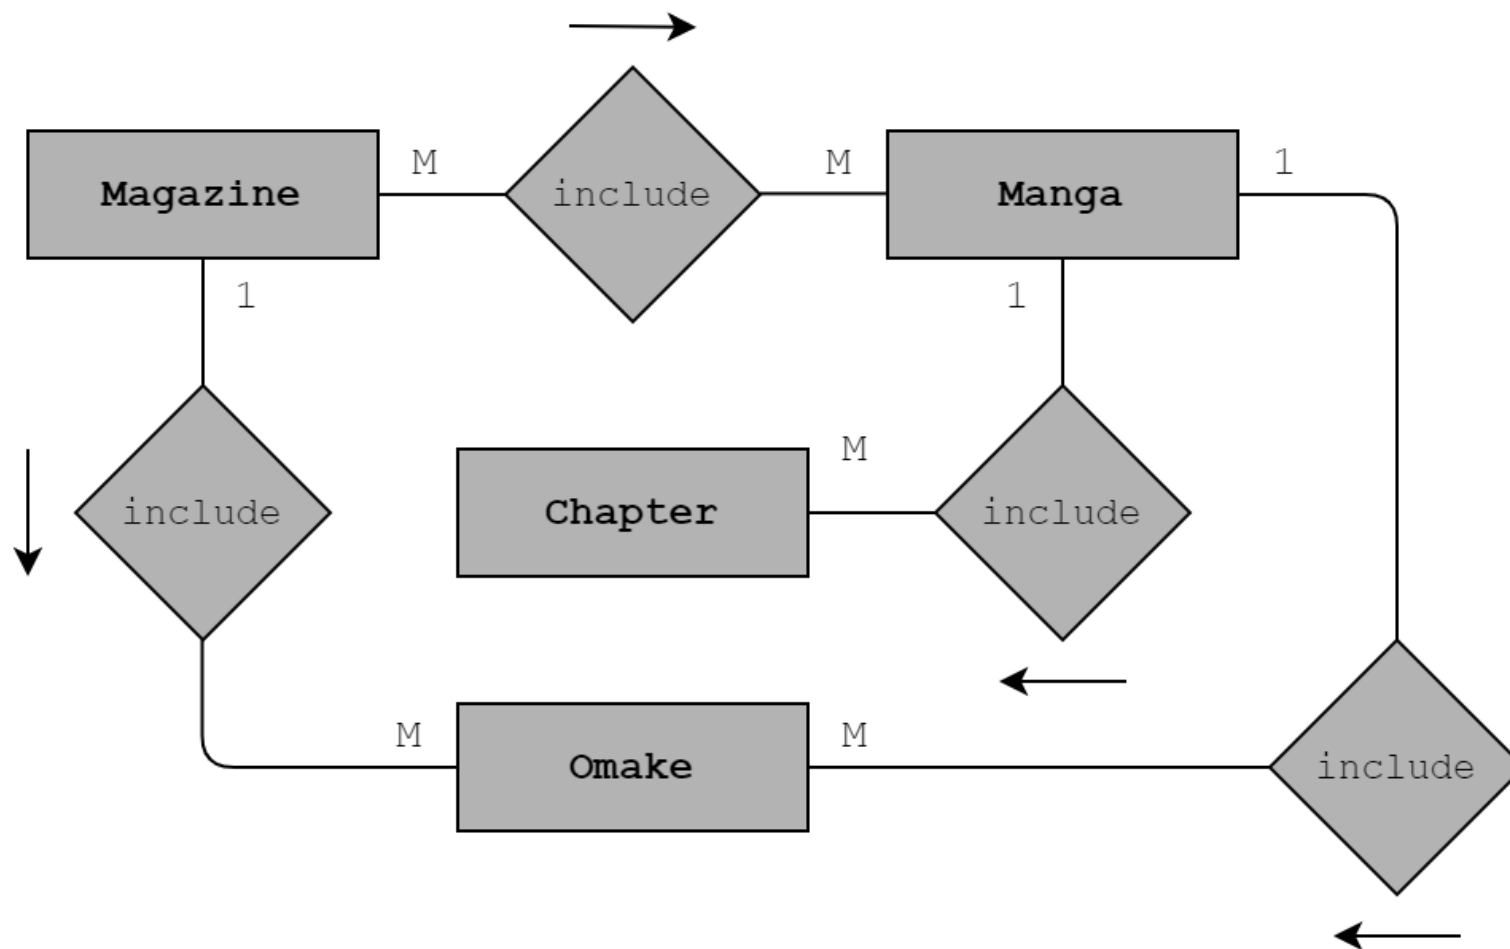 M
M
1
Magazine
include
Manga
1
1
M
include
Chapter
include
M
M
Omake
include